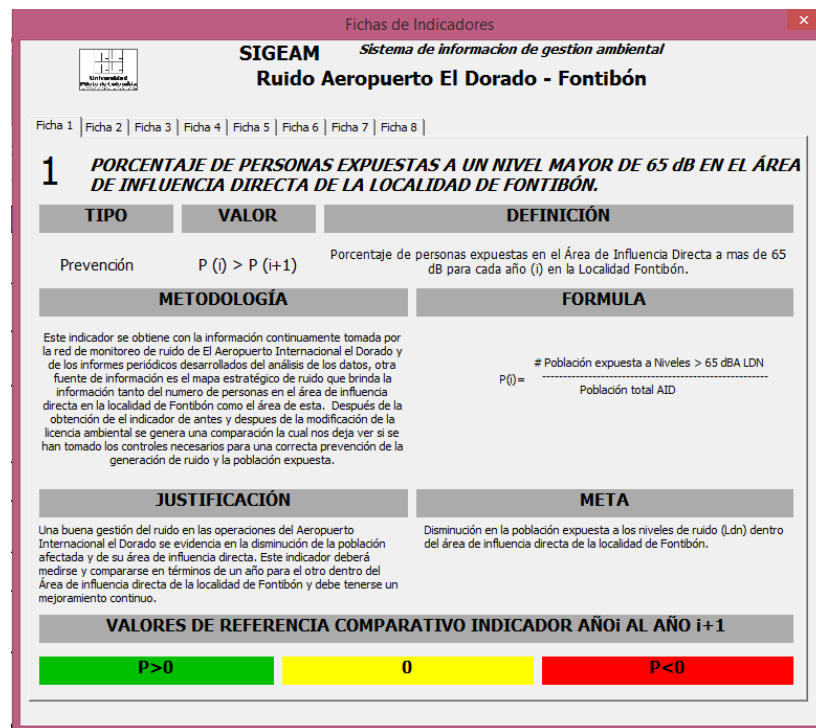 Fichas de Indicadores
×
SIGEAM
Sistema de informacion de gestion ambiental
Universidad
Piloto de Colombia
Ruido Aeropuerto El Dorado - Fontibón
Ficha 1 Ficha 2 Ficha 3 Ficha 4 Ficha 5 Ficha 6 Ficha 7 Ficha 8
1
PORCENTAJE DE PERSONAS EXPUESTAS A UN NIVEL MAYOR DE 65 dB EN EL ÁREA
DE INFLUENCIA DIRECTA DE LA LOCALIDAD DE FONTIBÓN.
TIPO VALOR DEFINICIÓN
Prevención P (i) > P (i+1)
Porcentaje de personas expuestas en el Área de Influencia Directa a mas de 65
dB para cada año (i) en la Localidad Fontibón.
METODOLOGÍA
Este indicador se obtiene con la información continuamente tomada por
la red de monitoreo de ruido de El Aeropuerto Internacional el Dorado y
de los informes periódicos desarrollados del análisis de los datos, otra
fuente de información es el mapa estratégico de ruido que brinda la
información tanto del numero de personas en el área de influencia
directa en la localidad de Fontibón como el área de esta. Después de la
obtención de el indicador de antes y despues de la modificación de la
licencia ambiental se genera una comparación la cual nos deja ver si se
han tomado los controles necesarios para una correcta prevención de la
generación de ruido y la población expuesta.
FORMULA
# Población expuesta a Niveles > 65 dBA LDN
P(i)= ------------------------------------------------------
Población total AID
JUSTIFICACIÓN
Una buena gestión del ruido en las operaciones del Aeropuerto
Internacional el Dorado se evidencia en la disminución de la población
afectada y de su área de influencia directa. Este indicador deberá
medirse y compararse en términos de un año para el otro dentro del
Área de influencia directa de la localidad de Fontibón y debe tenerse un
mejoramiento continuo.
META
Disminución en la población expuesta a los niveles de ruido (Ldn) dentro
del área de influencia directa de la localidad de Fontibón.
VALORES DE REFERENCIA COMPARATIVO INDICADOR AÑOi AL AÑO i+1
P>0 0 P<0